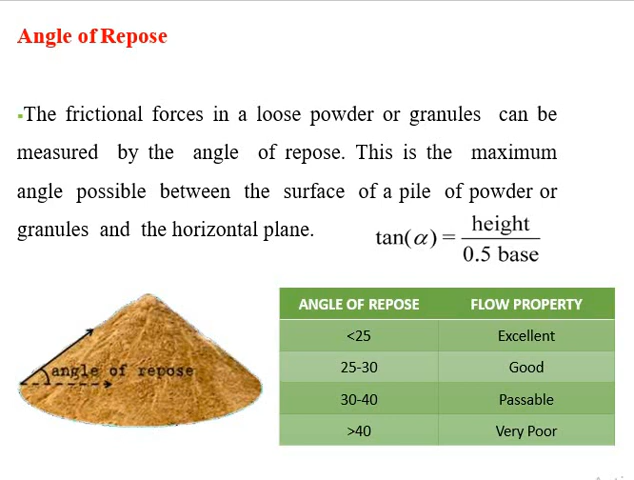 Angle of Repose
▪The frictional forces in a loose powder or granules can be
measured by the angle of repose. This is the maximum
angle possible between the surface of a pile of powder or
granules and the horizontal plane.
tan(α) = height / 0.5 base
angle of repose
ANGLE OF REPOSE FLOW PROPERTY
<25 Excellent
25-30 Good
30-40 Passable
>40 Very Poor